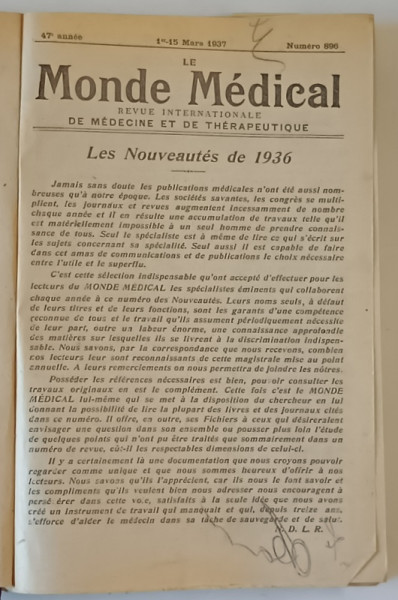 47e année 1er-15 Mars 1937 Numéro 896
LE
Monde Médical
REVUE INTERNATIONALE
DE MÉDECINE ET DE THÉRAPEUTIQUE
Les Nouveautés de 1936
Jamais sans doute les publications médicales n'ont été aussi nom-
breuses qu'à notre époque. Les sociétés savantes, les congrès se multi-
plient, les journaux et revues augmentent incessamment de nombre
chaque année et il en résulte une accumulation de travaux telle qu'il
est matériellement impossible à un seul homme de prendre connais-
sance de tous. Seul le spécialiste est à même de lire ce qui s'écrit sur
les sujets concernant sa spécialité. Seul aussi il est capable de faire
dans cet amas de communications et de publications le choix nécessaire
entre l'utile et le superflu.
C'est cette sélection indispensable qu'ont accepté d'effectuer pour les
lecteurs du MONDE MÉDICAL les spécialistes éminents qui collaborent
chaque année à ce numéro des Nouveautés. Leurs noms seuls, à défaut
de leurs titres et de leurs fonctions, sont les garants d'une compétence
reconnue de tous et le travail qu'ils assument périodiquement nécessite
de leur part, outre un labeur énorme, une connaissance approfondie
des matières sur lesquelles ils se livrent à la discrimination indispen-
sable. Nous savons, par la correspondance que nous recevons, combien
nos lecteurs leur sont reconnaissants de cette magistrale mise au point
annuelle. A leurs remerciements on nous permettra de joindre les nôtres.
Posséder les références nécessaires est bien, pouvoir consulter les
travaux originaux en est le complément. Cette fois c'est le MONDE
MÉDICAL lui-même qui se met à la disposition du chercheur en lui
donnant la possibilité de lire la plupart des livres et des journaux cités
dans ce numéro. Il offre, en outre, ses Fichiers à ceux qui désireraient
envisager une question dans son ensemble ou pousser plus loin l'étude
de quelques points qui n'ont pu être traités que sommairement dans un
numéro de revue, eût-il les respectables dimensions de celui-ci.
Il y a certainement là une documentation que nous croyons pouvoir
regarder comme unique et que nous sommes heureux d'offrir à nos
lecteurs. Nous savons qu'ils l'apprécient, car ils nous le font savoir et
les compliments qu'ils veulent bien nous adresser nous encouragent à
persévérer dans cette voie, satisfaits à la seule idée que nous avons
créé un instrument de travail qui manquait et qui, depuis treize ans,
s'efforce d'aider le médecin dans sa tâche de sauvegarde et de salut.
N. D. L. R.